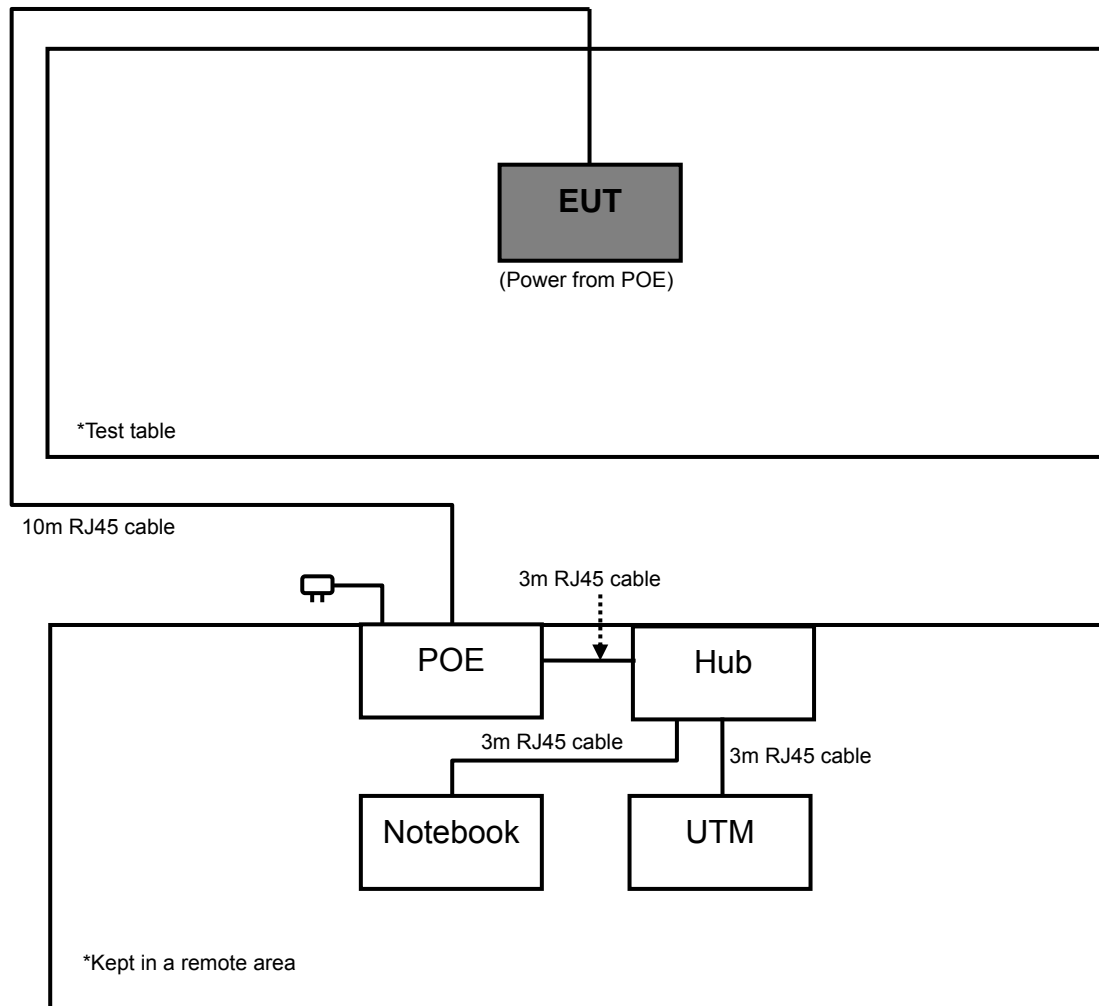 EUT
(Power from POE)
*Test table
10m RJ45 cable
3m RJ45 cable
POE
Hub
3m RJ45 cable
3m RJ45 cable
Notebook
UTM
*Kept in a remote area